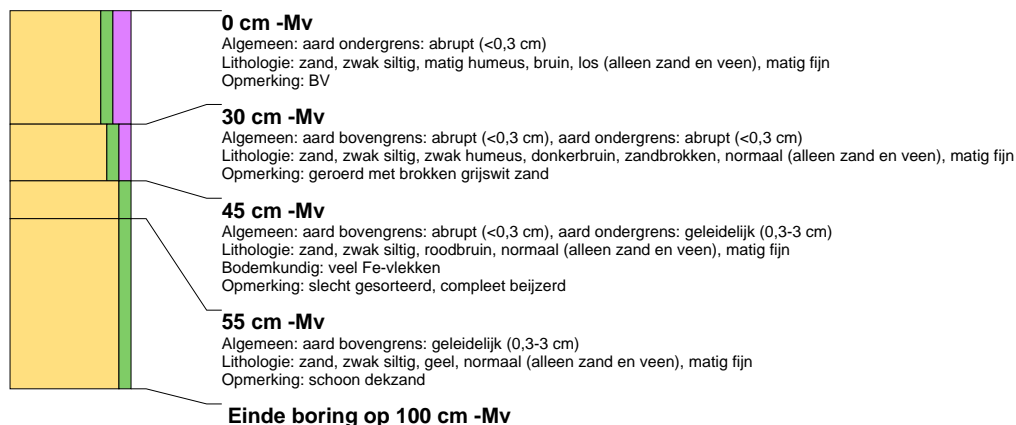 0 cm -Mv
Algemeen: aard ondergrens: abrupt (<0,3 cm)
Lithologie: zand, zwak siltig, matig humeus, bruin, los (alleen zand en veen), matig fijn
Opmerking: BV
30 cm -Mv
Algemeen: aard bovengrens: abrupt (<0,3 cm), aard ondergrens: abrupt (<0,3 cm)
Lithologie: zand, zwak siltig, zwak humeus, donkerbruin, zandbrokken, normaal (alleen zand en veen), matig fijn
Opmerking: geroerd met brokken grijswit zand
45 cm -Mv
Algemeen: aard bovengrens: abrupt (<0,3 cm), aard ondergrens: geleidelijk (0,3-3 cm)
Lithologie: zand, zwak siltig, roodbruin, normaal (alleen zand en veen), matig fijn
Bodemkundig: veel Fe-vlekken
Opmerking: slecht gesorteerd, compleet beijzerd
55 cm -Mv
Algemeen: aard bovengrens: geleidelijk (0,3-3 cm)
Lithologie: zand, zwak siltig, geel, normaal (alleen zand en veen), matig fijn
Opmerking: schoon dekzand
Einde boring op 100 cm -Mv